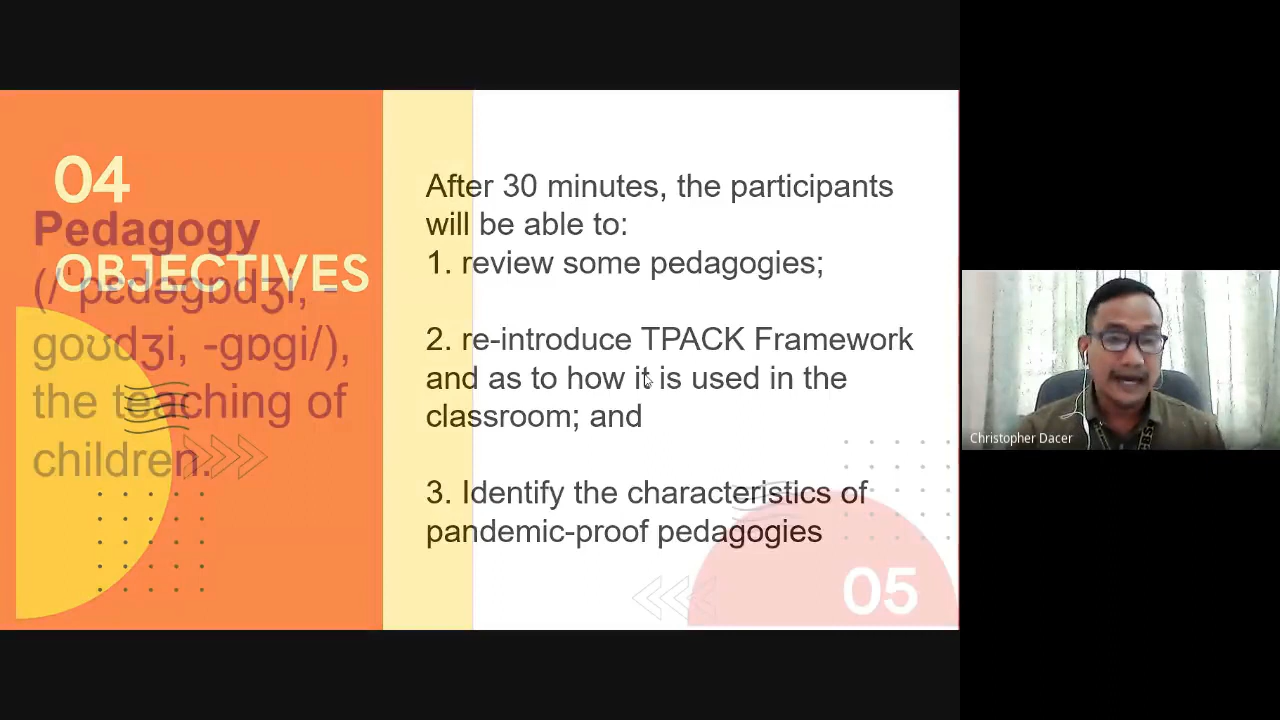 04
OBJECTIVES
Pedagogy
(/ˈpɛdəɡɒdʒi, -
ɡoʊdʒi, -ɡɒɡi/),
the teaching of
children.
After 30 minutes, the participants
will be able to:
1. review some pedagogies;
2. re-introduce TPACK Framework
and as to how it is used in the
classroom; and
3. Identify the characteristics of
pandemic-proof pedagogies
05
Christopher Dacer